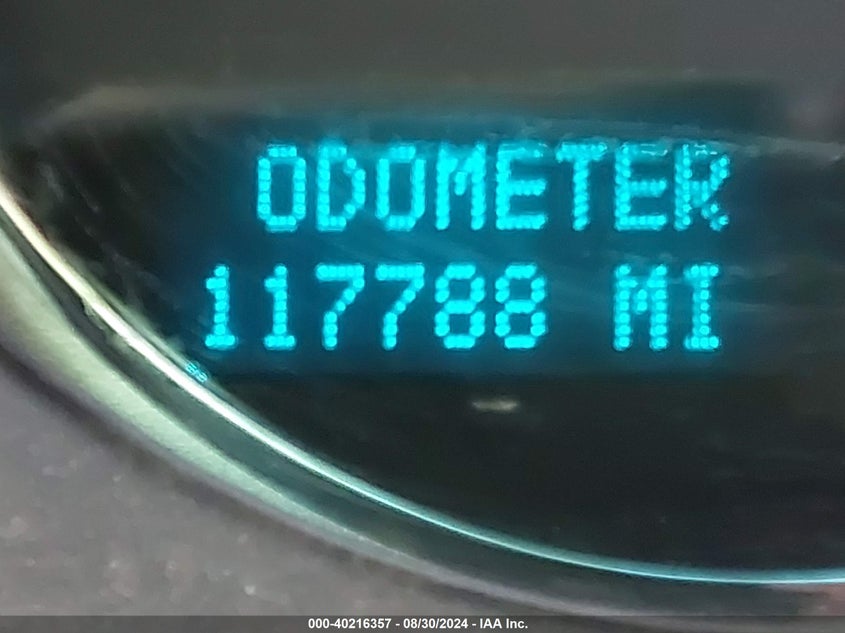 ODOMETER
117788 MI
000-40216357 - 08/30/2024 - IAA Inc.